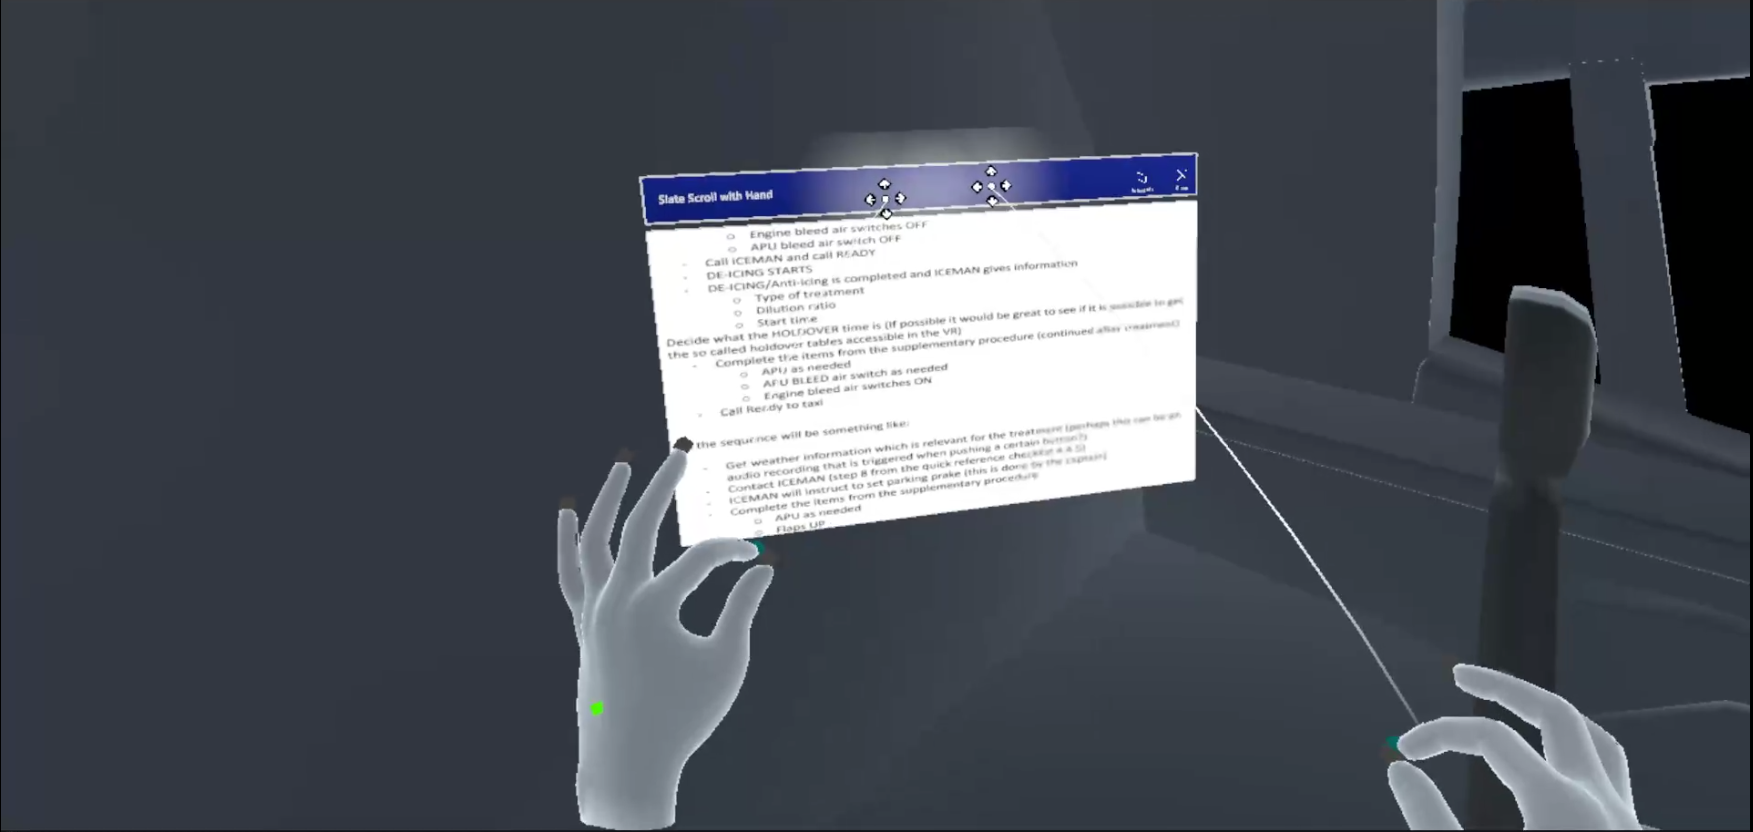 Slate Scroll with Hand
o Engine bleed air switches OFF
o APU bleed air switch OFF
- Call ICEMAN and call READY
- DE-ICING STARTS
- DE-ICING/Anti-icing is completed and ICEMAN gives information
o Type of treatment
o Dilution ratio
o Start time
Decide what the HOLDOVER time is (if possible it would be great to see if it is possible to get
the so called holdover tables accessible in the VR)
- Complete the items from the supplementary procedure (continued after treatment)
o APU as needed
o APU BLEED air switch as needed
o Engine bleed air switches ON
- Call Ready to taxi
the sequence will be something like:
- Get weather information which is relevant for the treatment (perhaps this can be an
audio recording that is triggered when pushing a certain button?)
- Contact ICEMAN (step 8 from the quick reference checklist 4.4.5)
- ICEMAN will instruct to set parking prake (this is done by the captain)
- Complete the items from the supplementary procedure
o APU as needed
o Flaps UP